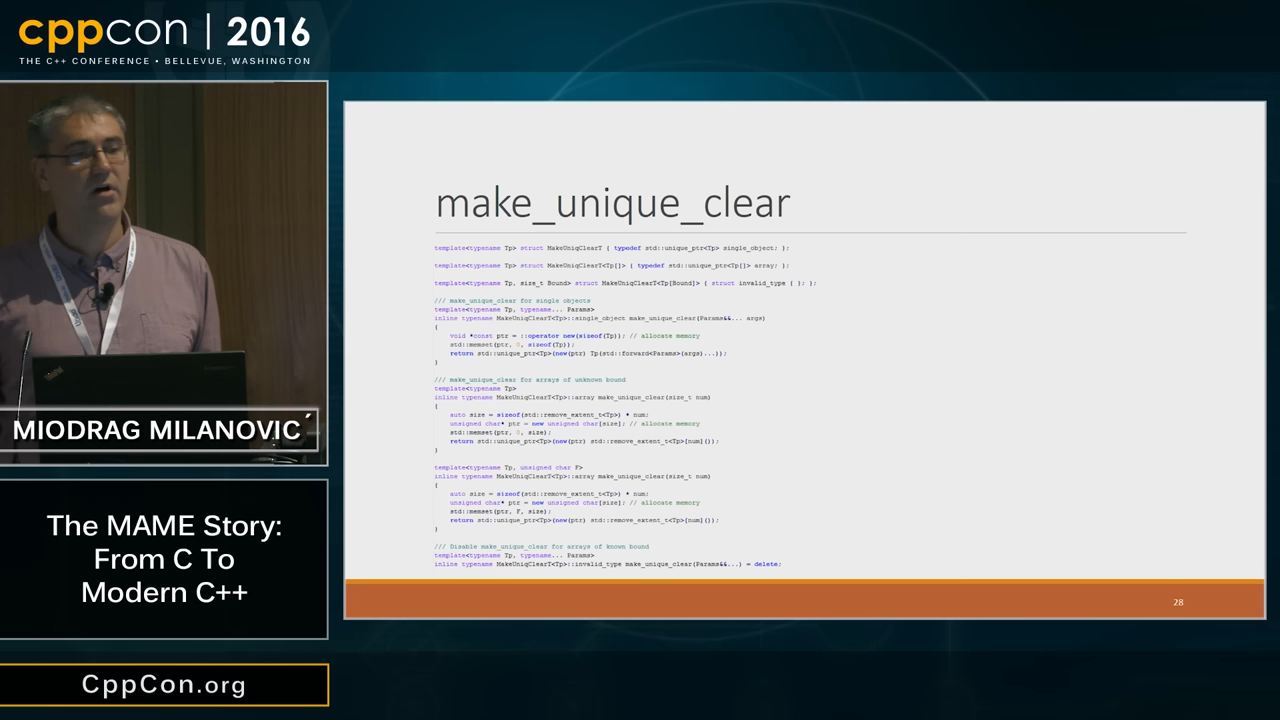 cppcon | 2016
THE C++ CONFERENCE • BELLEVUE, WASHINGTON
MIODRAG MILANOVIC´
The MAME Story:
From C To
Modern C++
CppCon.org
make_unique_clear
template<typename Tp> struct MakeUniqClearT { typedef std::unique_ptr<Tp> single_object; };
template<typename Tp> struct MakeUniqClearT<Tp[]> { typedef std::unique_ptr<Tp[]> array; };
template<typename Tp, size_t Bound> struct MakeUniqClearT<Tp[Bound]> { struct invalid_type { }; };
/// make_unique_clear for single objects
template<typename Tp, typename... Params>
inline typename MakeUniqClearT<Tp>::single_object make_unique_clear(Params&&... args)
{
void *const ptr = ::operator new(sizeof(Tp)); // allocate memory
std::memset(ptr, 0, sizeof(Tp));
return std::unique_ptr<Tp>(new(ptr) Tp(std::forward<Params>(args)...));
}
/// make_unique_clear for arrays of unknown bound
template<typename Tp>
inline typename MakeUniqClearT<Tp>::array make_unique_clear(size_t num)
{
auto size = sizeof(std::remove_extent_t<Tp>) * num;
unsigned char* ptr = new unsigned char[size]; // allocate memory
std::memset(ptr, 0, size);
return std::unique_ptr<Tp>(new(ptr) std::remove_extent_t<Tp>[num]());
}
template<typename Tp, unsigned char F>
inline typename MakeUniqClearT<Tp>::array make_unique_clear(size_t num)
{
auto size = sizeof(std::remove_extent_t<Tp>) * num;
unsigned char* ptr = new unsigned char[size]; // allocate memory
std::memset(ptr, F, size);
return std::unique_ptr<Tp>(new(ptr) std::remove_extent_t<Tp>[num]());
}
/// Disable make_unique_clear for arrays of known bound
template<typename Tp, typename... Params>
inline typename MakeUniqClearT<Tp>::invalid_type make_unique_clear(Params&&...) = delete;
28